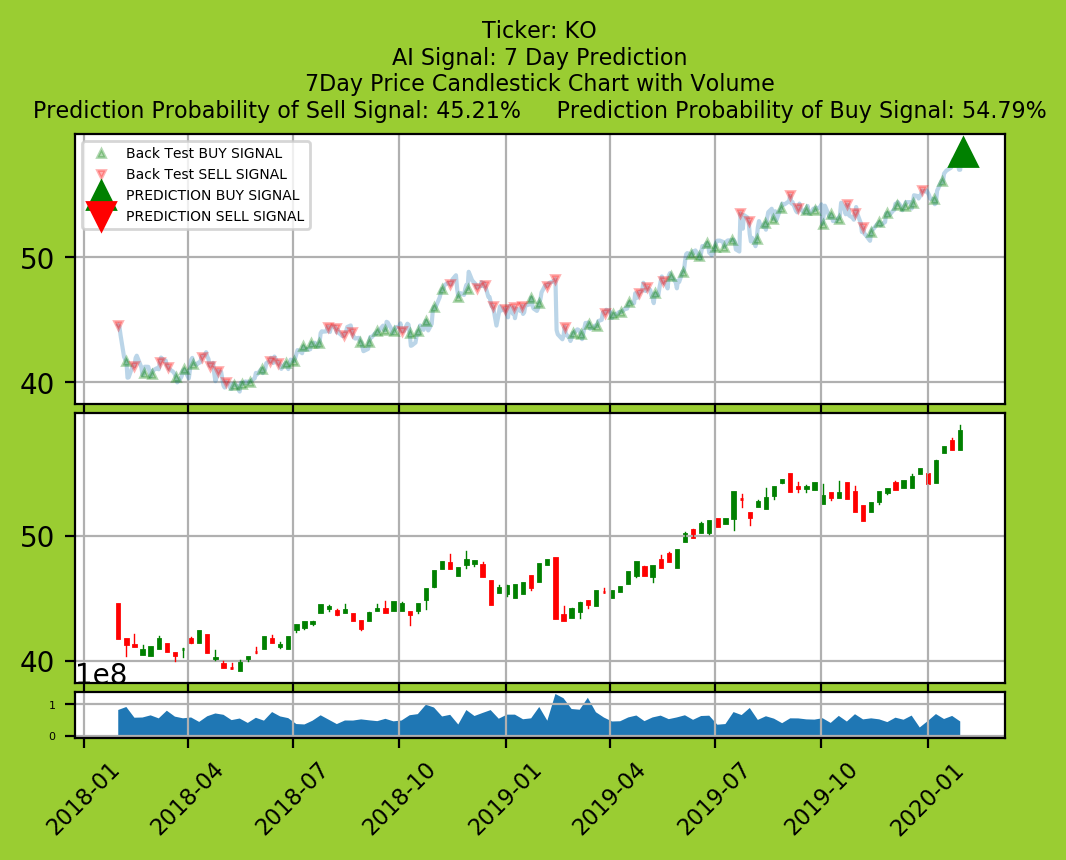 Ticker: KO
AI Signal: 7 Day Prediction
7Day Price Candlestick Chart with Volume
Prediction Probability of Sell Signal: 45.21%     Prediction Probability of Buy Signal: 54.79%
Back Test BUY SIGNAL
Back Test SELL SIGNAL
PREDICTION BUY SIGNAL
PREDICTION SELL SIGNAL
50
40
50
40
1e8
1
0
2018-01
2018-04
2018-07
2018-10
2019-01
2019-04
2019-07
2019-10
2020-01